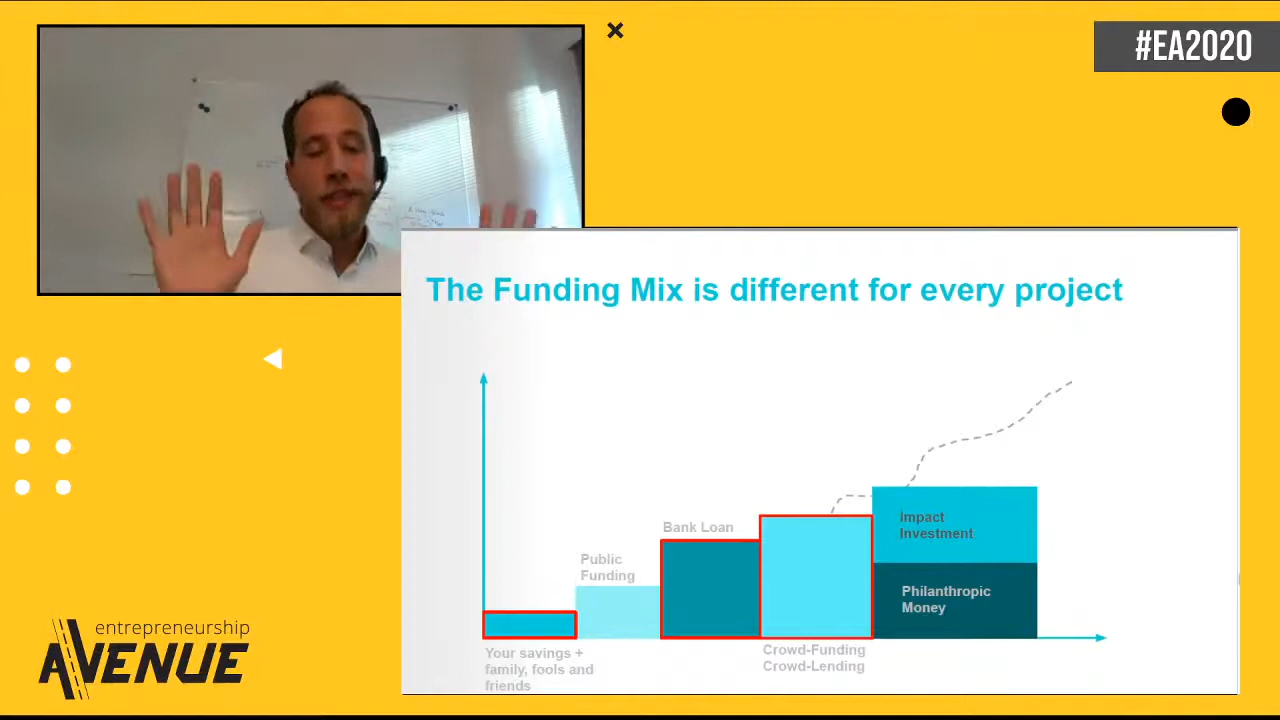 #EA2020
The Funding Mix is different for every project
Impact
Investment
Bank Loan
Public
Funding
Philanthropic
Money
Your savings +
family, fools and
friends
Crowd-Funding
Crowd-Lending
entrepreneurship
AVENUE